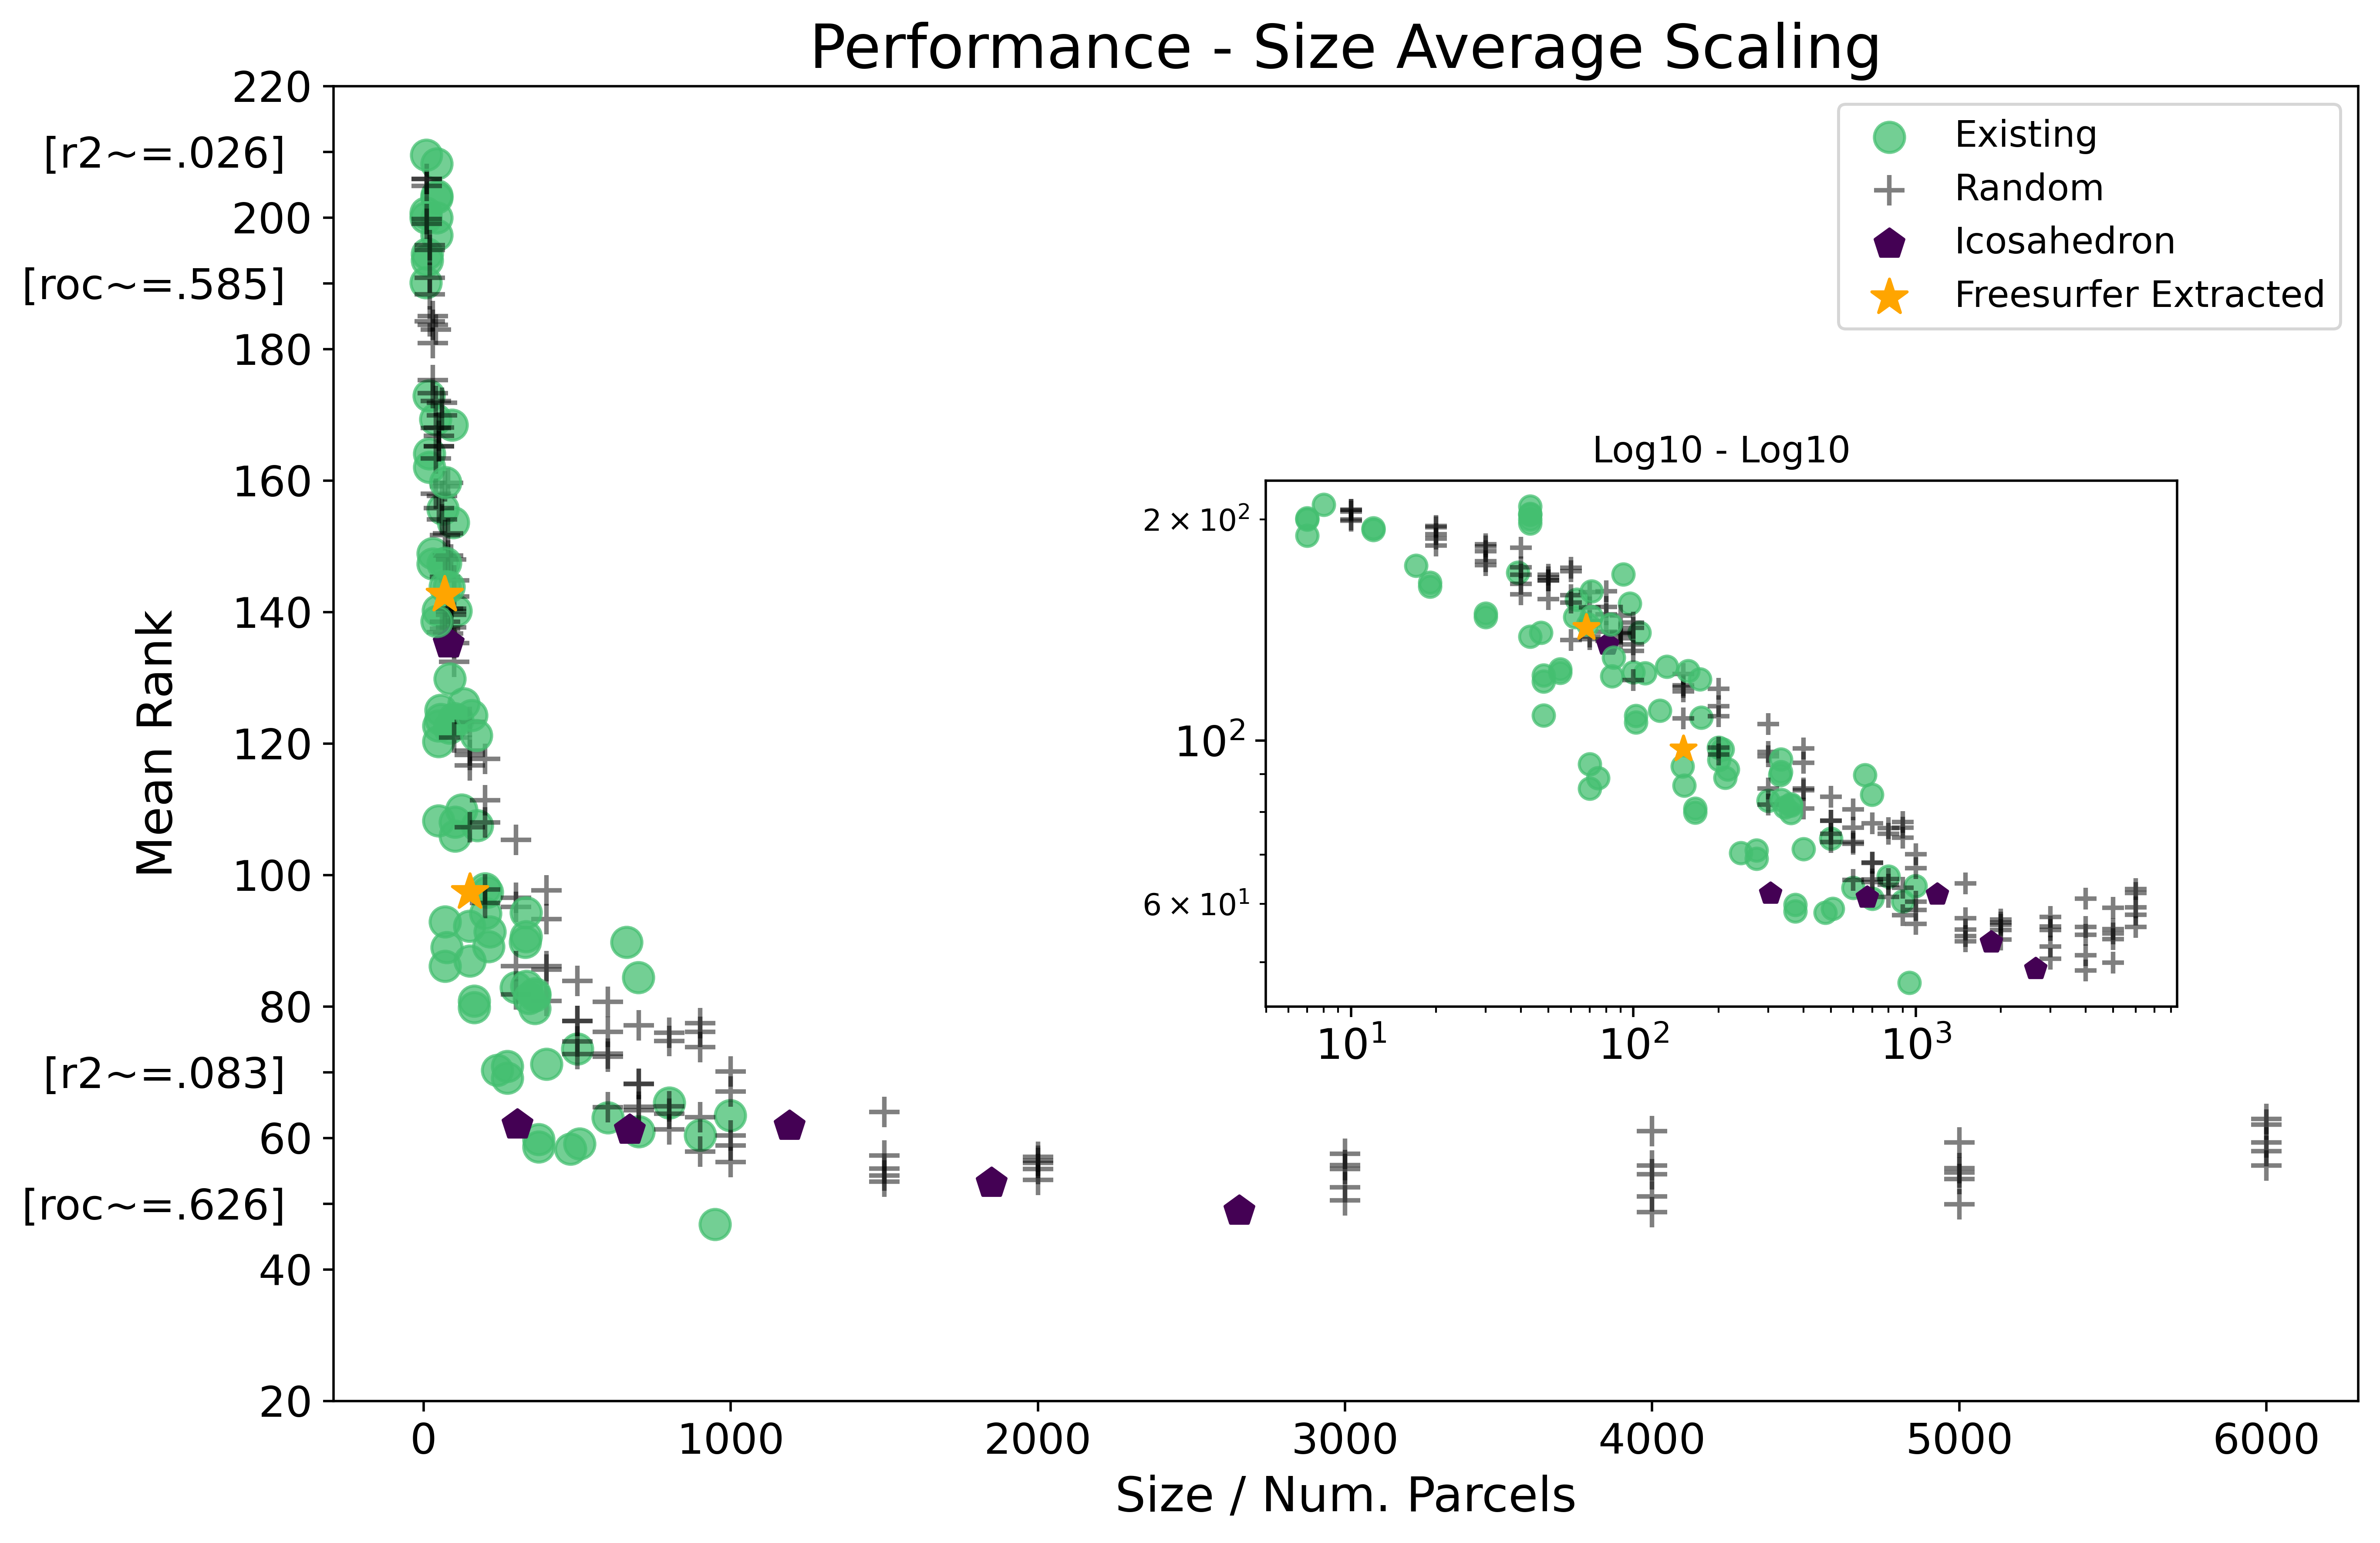 Performance - Size Average Scaling
220
[r2~=.026]
200
[roc~=.585]
180
160
140
120
100
80
[r2~=.083]
60
[roc~=.626]
40
20
Mean Rank
Existing
Random
Icosahedron
Freesurfer Extracted
Log10 - Log10
2 × 10²
10²
6 × 10¹
10¹ 10² 10³
0 1000 2000 3000 4000 5000 6000
Size / Num. Parcels